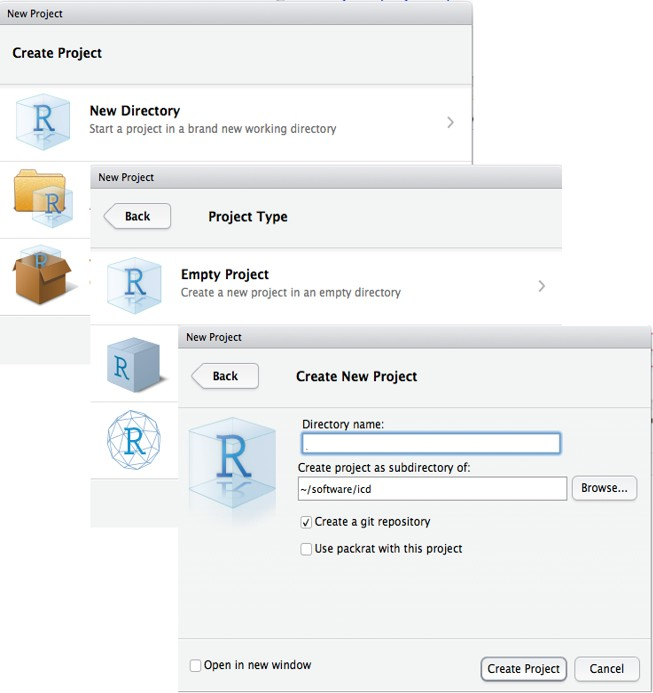 New Project
Create Project
R
New Directory
Start a project in a brand new working directory
R
R
New Project
Back
Project Type
R
Empty Project
Create a new project in an empty directory
R
R
New Project
Back
Create New Project
R
Directory name:
.
Create project as subdirectory of:
~/software/icd
Browse...
Create a git repository
Use packrat with this project
Open in new window
Create Project
Cancel